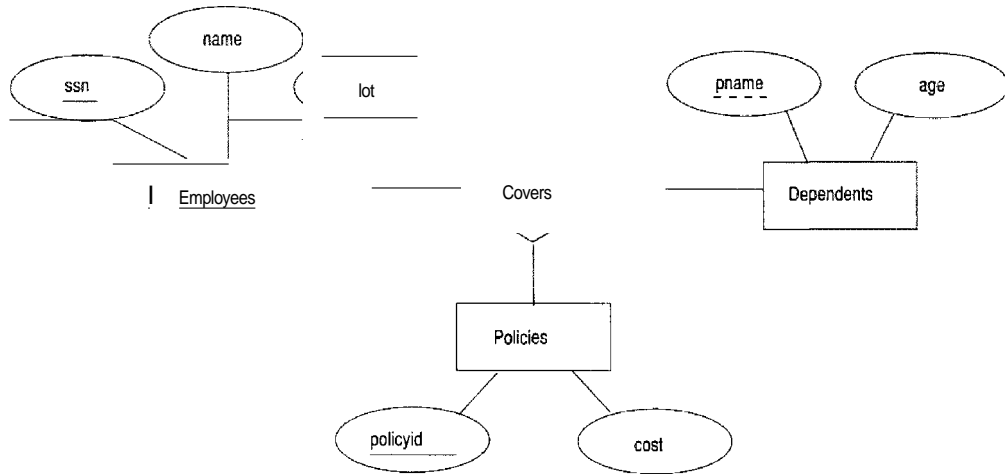 name
ssn
lot
pname
age
Employees
Covers
Dependents
Policies
policyid
cost